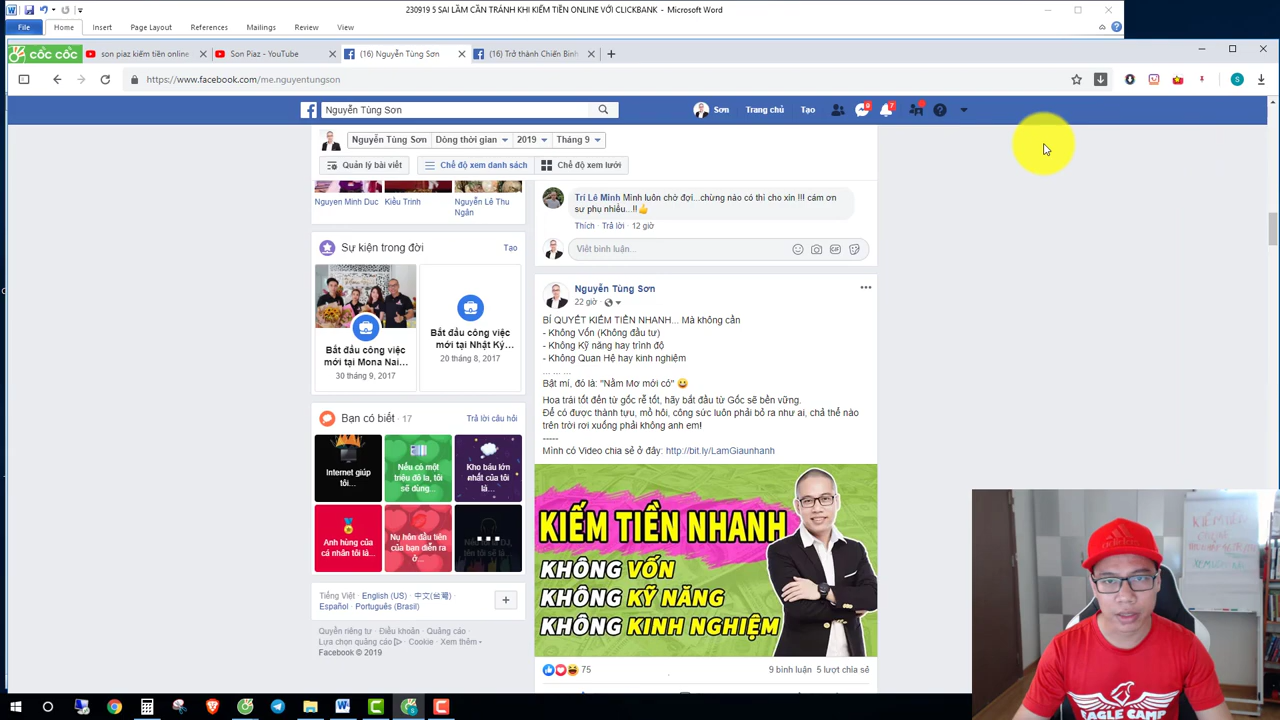 230919 5 SAI LẦM CẦN TRÁNH KHI KIẾM TIỀN ONLINE VỚI CLICKBANK - Microsoft Word
File
Home
Insert
Page Layout
References
Mailings
Review
View
cốc cốc
son piaz kiếm tiền online
Son Piaz - YouTube
(16) Nguyễn Tùng Sơn
(16) Trở thành Chiến Binh
https://www.facebook.com/me.nguyentungson
S
Nguyễn Tùng Sơn
Sơn
Trang chủ
Tạo
9
7
Nguyễn Tùng Sơn
Dòng thời gian
2019
Tháng 9
Quản lý bài viết
Chế độ xem danh sách
Chế độ xem lưới
Nguyen Minh Duc
Kiều Trinh
Nguyễn Lê Thu Ngân
Sự kiện trong đời
Tạo
Bắt đầu công việc mới tại Mona Nai...
30 tháng 9, 2017
Bắt đầu công việc mới tại Nhật Ký...
20 tháng 8, 2017
Bạn có biết · 17
Trả lời câu hỏi
Internet giúp tôi...
Nếu có một triệu đô la, tôi sẽ dùng...
Kho báu lớn nhất của tôi là...
Anh hùng của cá nhân tôi là...
Nụ hôn đầu tiên của bạn diễn ra ở...
Tiếng Việt · English (US) · 中文(台灣) ·
Español · Português (Brasil)
Quyền riêng tư · Điều khoản · Quảng cáo
Lựa chọn quảng cáo · Cookie · Xem thêm
Facebook © 2019
Trí Lê Minh Minh luôn chờ đợi...chừng nào có thì cho xin !!! cám ơn
sư phụ nhiều...!!
Thích · Trả lời · 12 giờ
Viết bình luận...
GIF
Nguyễn Tùng Sơn
22 giờ
BÍ QUYẾT KIẾM TIỀN NHANH... Mà không cần
- Không Vốn (Không đầu tư)
- Không Kỹ năng hay trình độ
- Không Quan Hệ hay kinh nghiệm
... ... ...
Bật mí, đó là: "Nằm Mơ mới có"
Hoa trái tốt đến từ gốc rễ tốt, hãy bắt đầu từ Gốc sẽ bền vững.
Để có được thành tựu, mồ hôi, công sức luôn phải bỏ ra như ai, chả thế nào
trên trời rơi xuống phải không anh em!
-----
Mình có Video chia sẻ ở đây: http://bit.ly/LamGiaunhanh
KIẾM TIỀN NHANH
KHÔNG VỐN
KHÔNG KỸ NĂNG
KHÔNG KINH NGHIỆM
75
9 bình luận 5 lượt chia sẻ
adidas
EAGLE CAMP